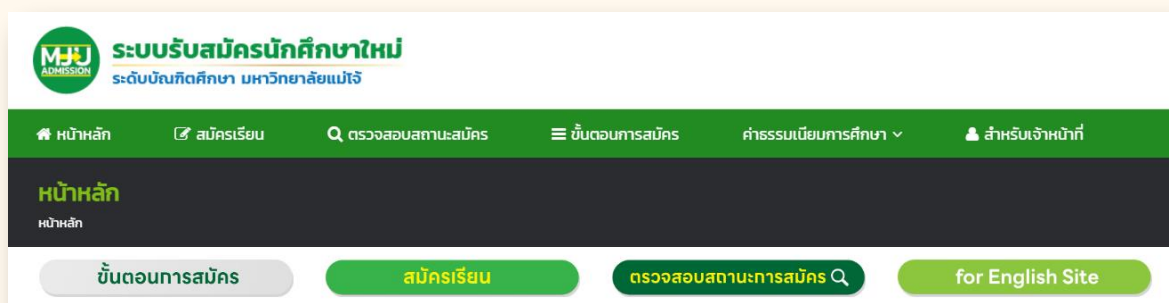 MJU
ADMISSION
ระบบรับสมัครนักศึกษาใหม่
ระดับบัณฑิตศึกษา มหาวิทยาลัยแม่โจ้
หน้าหลัก สมัครเรียน ตรวจสอบสถานะสมัคร ขั้นตอนการสมัคร ค่าธรรมเนียมการศึกษา สำหรับเจ้าหน้าที่
หน้าหลัก
หน้าหลัก
ขั้นตอนการสมัคร สมัครเรียน ตรวจสอบสถานะการสมัคร for English Site